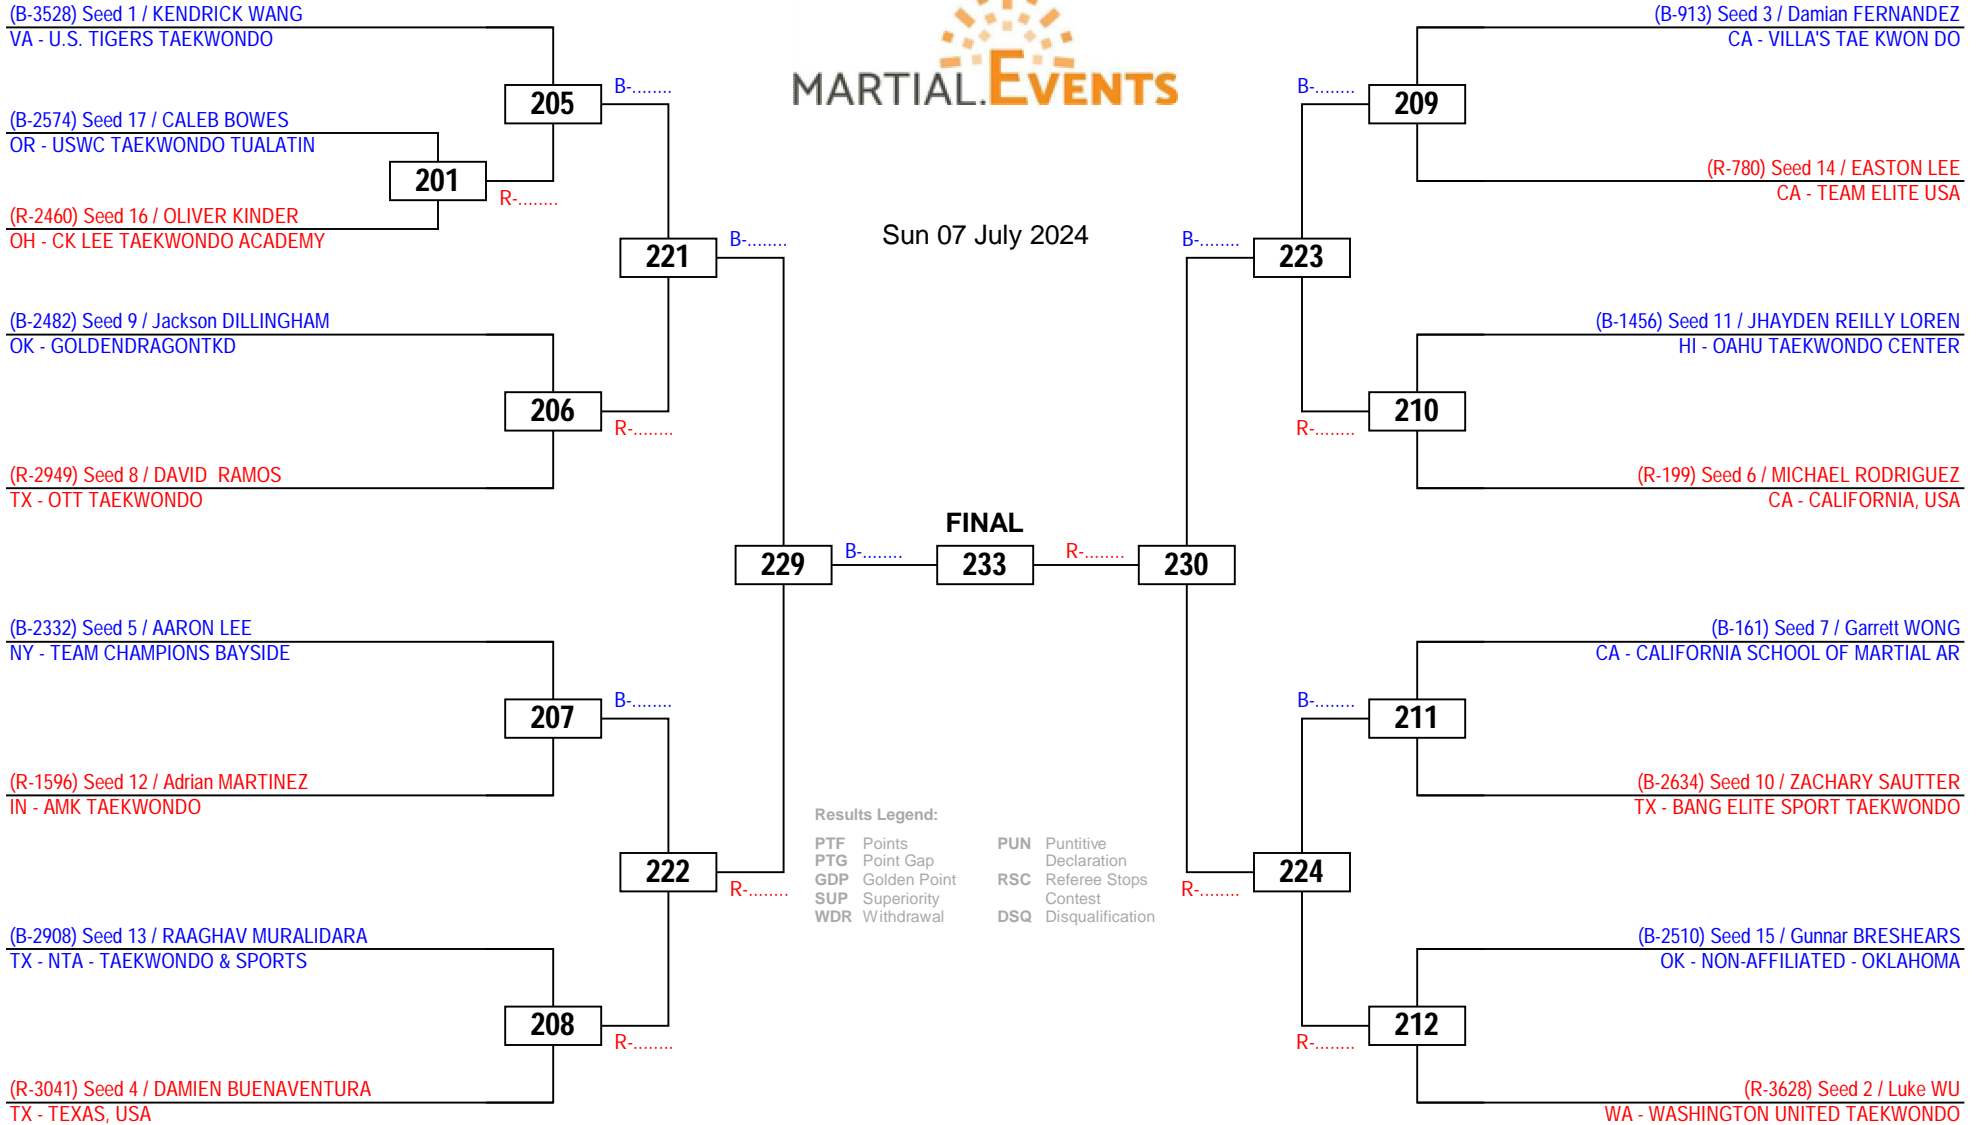 (B-3528) Seed 1 / KENDRICK WANG
VA - U.S. TIGERS TAEKWONDO
205
B-........
(B-2574) Seed 17 / CALEB BOWES
OR - USWC TAEKWONDO TUALATIN
201
R-........
(R-2460) Seed 16 / OLIVER KINDER
OH - CK LEE TAEKWONDO ACADEMY
221
B-........
(B-2482) Seed 9 / Jackson DILLINGHAM
OK - GOLDENDRAGONTKD
206
R-........
(R-2949) Seed 8 / DAVID  RAMOS
TX - OTT TAEKWONDO
229
B-........
(B-2332) Seed 5 / AARON LEE
NY - TEAM CHAMPIONS BAYSIDE
207
B-........
(R-1596) Seed 12 / Adrian MARTINEZ
IN - AMK TAEKWONDO
222
R-........
(B-2908) Seed 13 / RAAGHAV MURALIDARA
TX - NTA - TAEKWONDO & SPORTS
208
R-........
(R-3041) Seed 4 / DAMIEN BUENAVENTURA
TX - TEXAS, USA
MARTIAL.EVENTS
Sun 07 July 2024
FINAL
233
R-........
230
Results Legend:
PTF Points
PTG Point Gap
GDP Golden Point
SUP Superiority
WDR Withdrawal
PUN Puntitive
Declaration
RSC Referee Stops
Contest
DSQ Disqualification
(B-913) Seed 3 / Damian FERNANDEZ
CA - VILLA'S TAE KWON DO
B-........
209
(R-780) Seed 14 / EASTON LEE
CA - TEAM ELITE USA
B-........
223
(B-1456) Seed 11 / JHAYDEN REILLY LOREN
HI - OAHU TAEKWONDO CENTER
R-........
210
(R-199) Seed 6 / MICHAEL RODRIGUEZ
CA - CALIFORNIA, USA
(B-161) Seed 7 / Garrett WONG
CA - CALIFORNIA SCHOOL OF MARTIAL AR
B-........
211
(B-2634) Seed 10 / ZACHARY SAUTTER
TX - BANG ELITE SPORT TAEKWONDO
R-........
224
(B-2510) Seed 15 / Gunnar BRESHEARS
OK - NON-AFFILIATED - OKLAHOMA
R-........
212
(R-3628) Seed 2 / Luke WU
WA - WASHINGTON UNITED TAEKWONDO